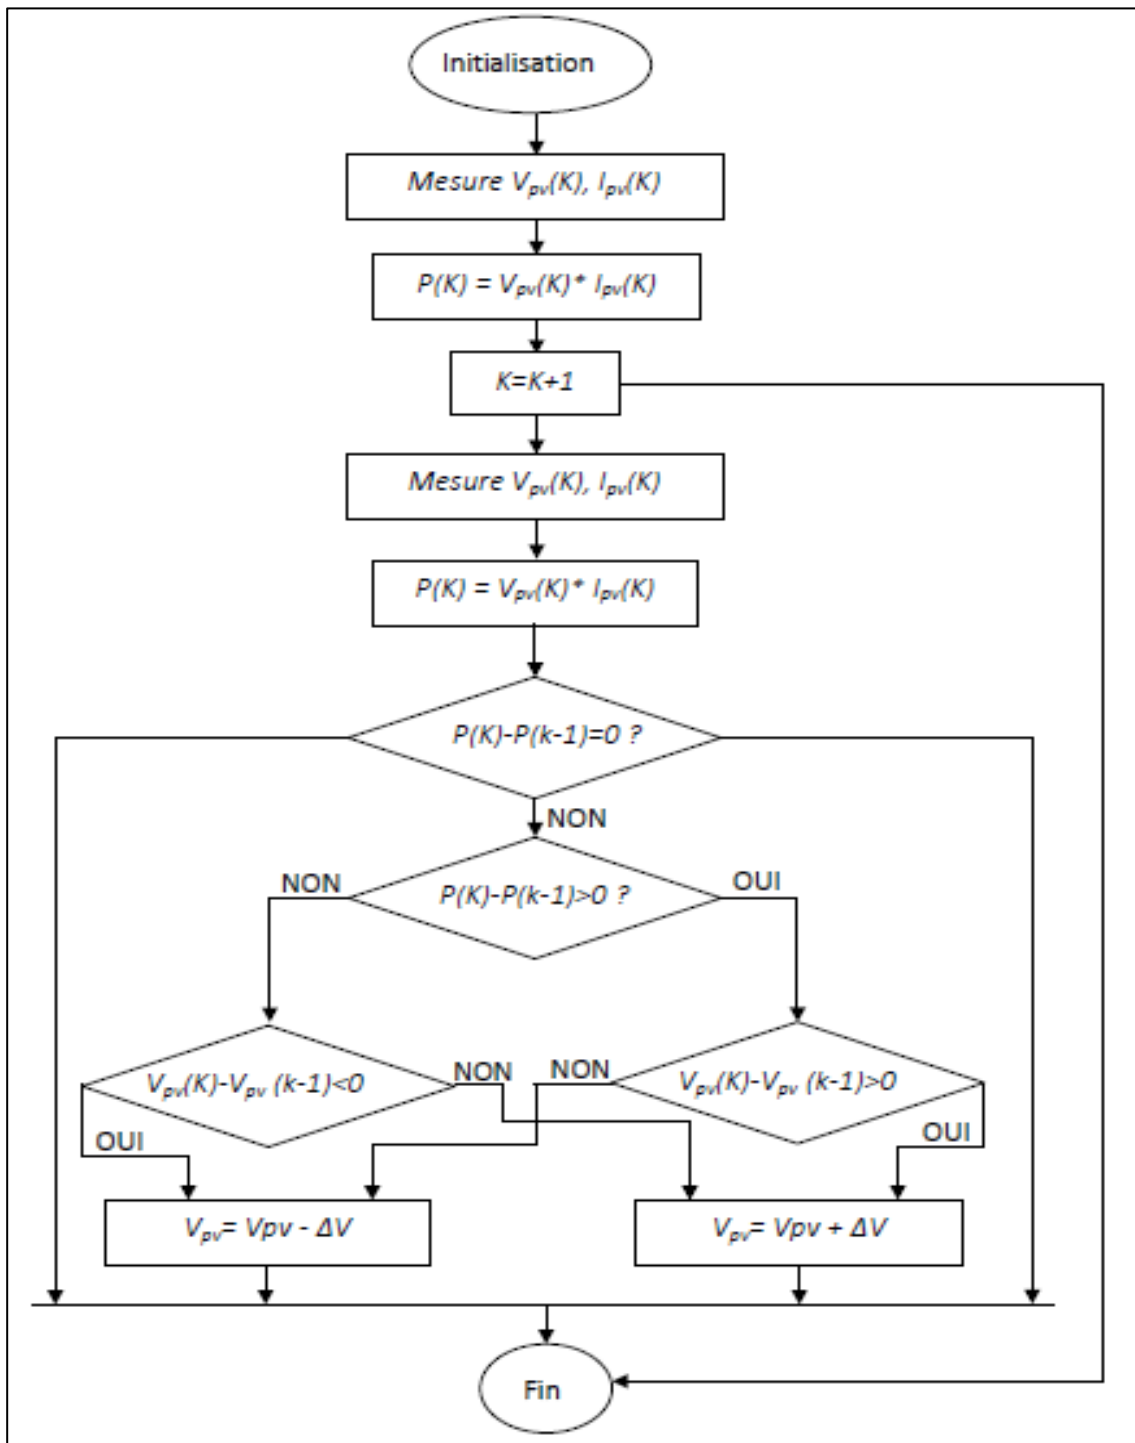 Initialisation
Mesure Vpv(K), Ipv(K)
P(K) = Vpv(K)* Ipv(K)
K=K+1
Mesure Vpv(K), Ipv(K)
P(K) = Vpv(K)* Ipv(K)
P(K)-P(k-1)=0 ?
NON
NON
P(K)-P(k-1)>0 ?
OUI
Vpv(K)-Vpv (k-1)<0
NON
NON
Vpv(K)-Vpv (k-1)>0
OUI
OUI
Vpv= Vpv - ΔV
Vpv= Vpv + ΔV
Fin